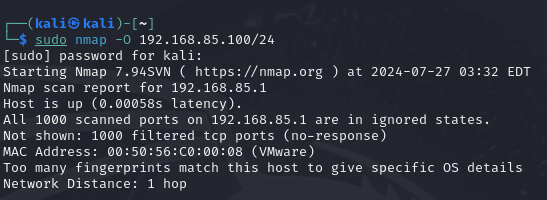 ┌──(kali㉿kali)-[~]
└─$ sudo nmap -O 192.168.85.100/24
[sudo] password for kali:
Starting Nmap 7.94SVN ( https://nmap.org ) at 2024-07-27 03:32 EDT
Nmap scan report for 192.168.85.1
Host is up (0.00058s latency).
All 1000 scanned ports on 192.168.85.1 are in ignored states.
Not shown: 1000 filtered tcp ports (no-response)
MAC Address: 00:50:56:C0:00:08 (VMware)
Too many fingerprints match this host to give specific OS details
Network Distance: 1 hop